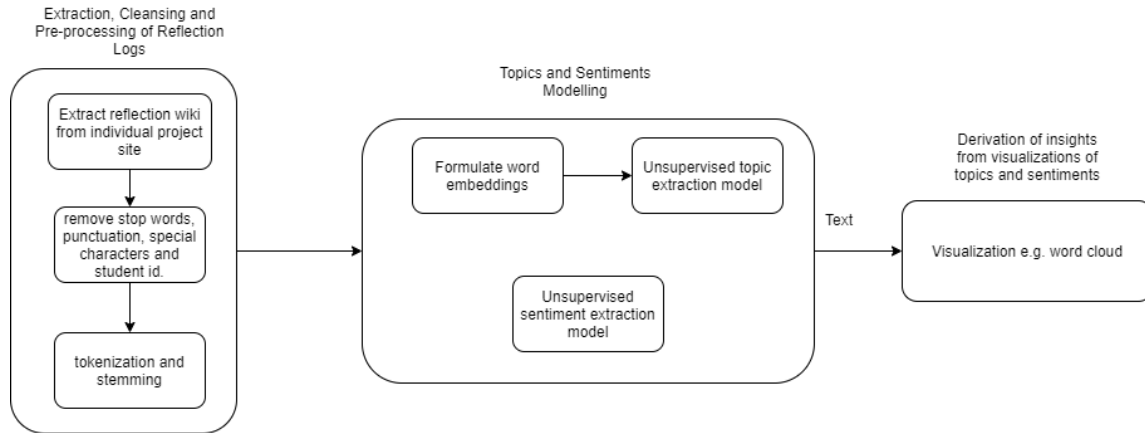 Extraction, Cleansing and
Pre-processing of Reflection
Logs
Extract reflection wiki
from individual project
site
remove stop words,
punctuation, special
characters and
student id.
tokenization and
stemming
Topics and Sentiments
Modelling
Formulate word
embeddings
Unsupervised topic
extraction model
Unsupervised
sentiment extraction
model
Text
Derivation of insights
from visualizations of
topics and sentiments
Visualization e.g. word cloud